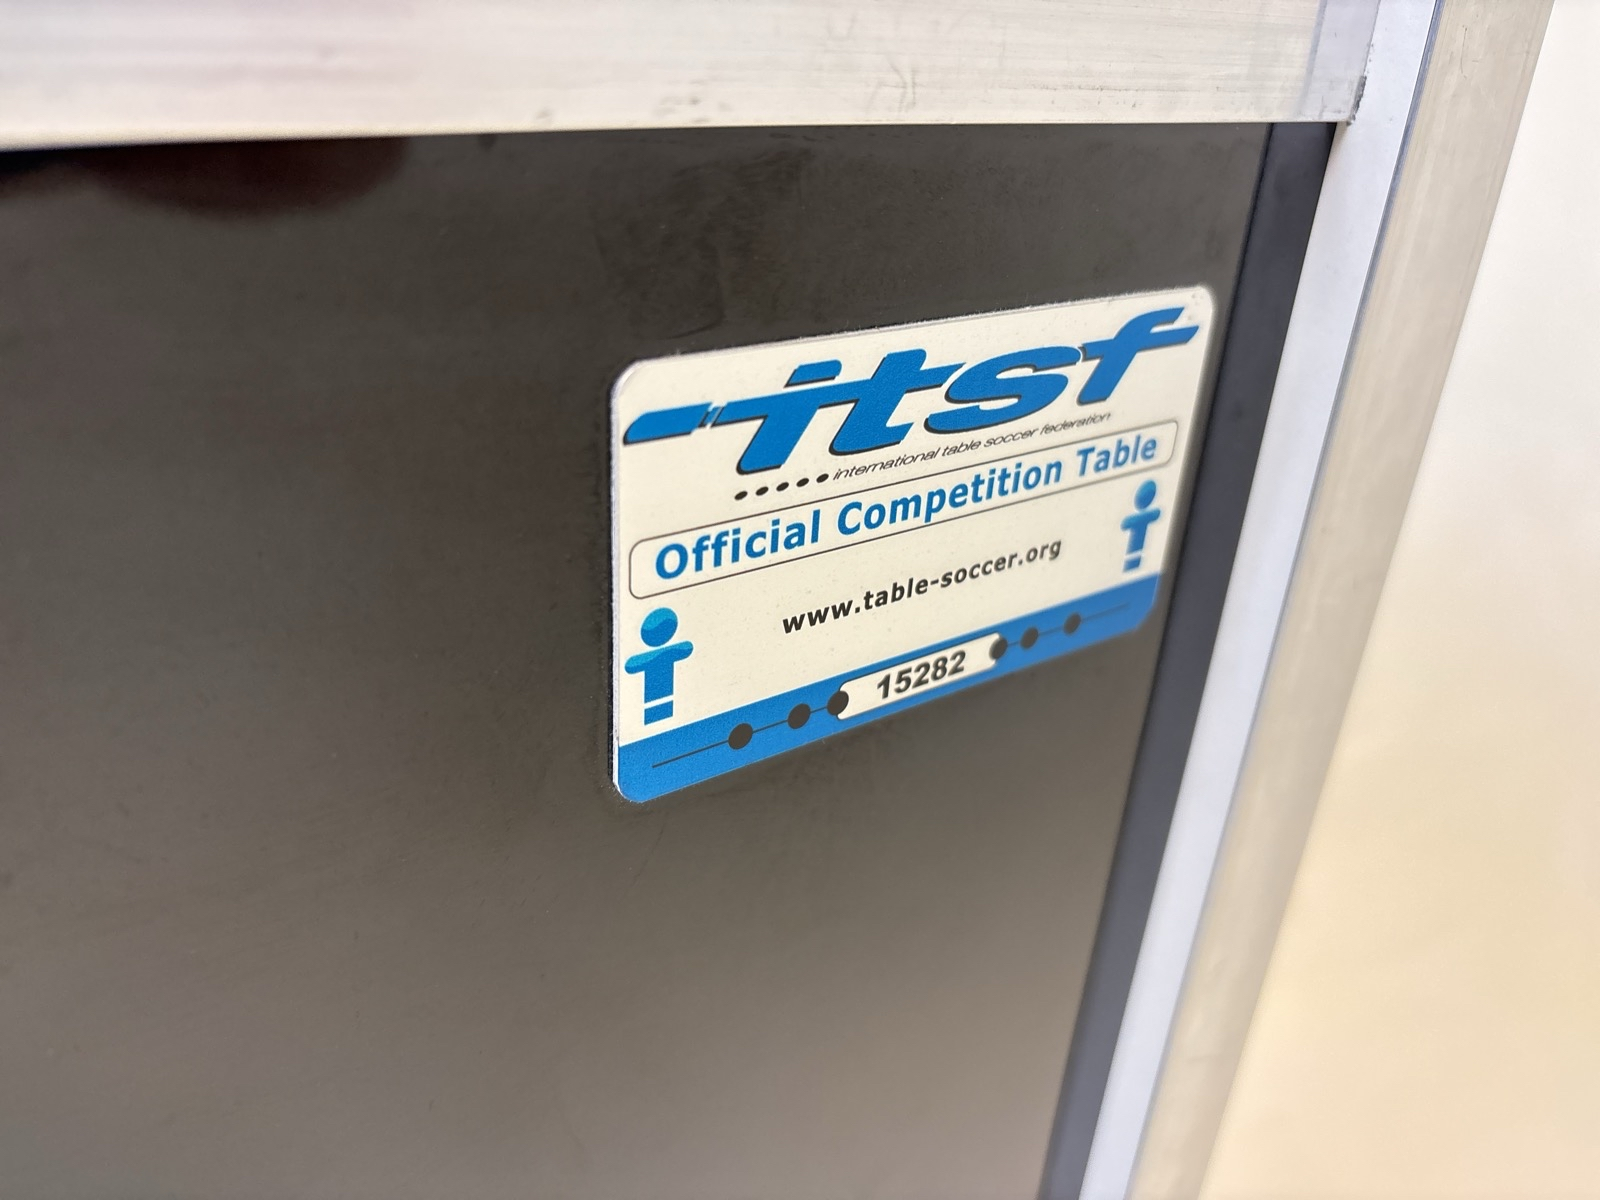 itsf
international table soccer federation
Official Competition Table
www.table-soccer.org
15282